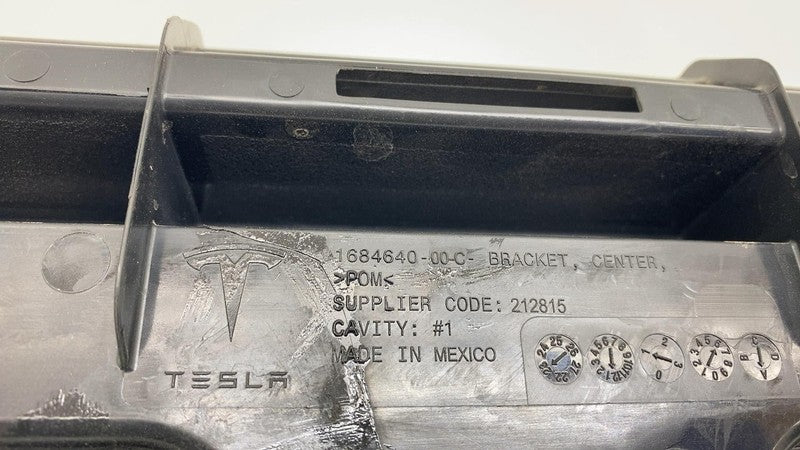 1684640-00-C- BRACKET, CENTER,
>POM<
SUPPLIER CODE: 212815
CAVITY: #1
MADE IN MEXICO
TESLA